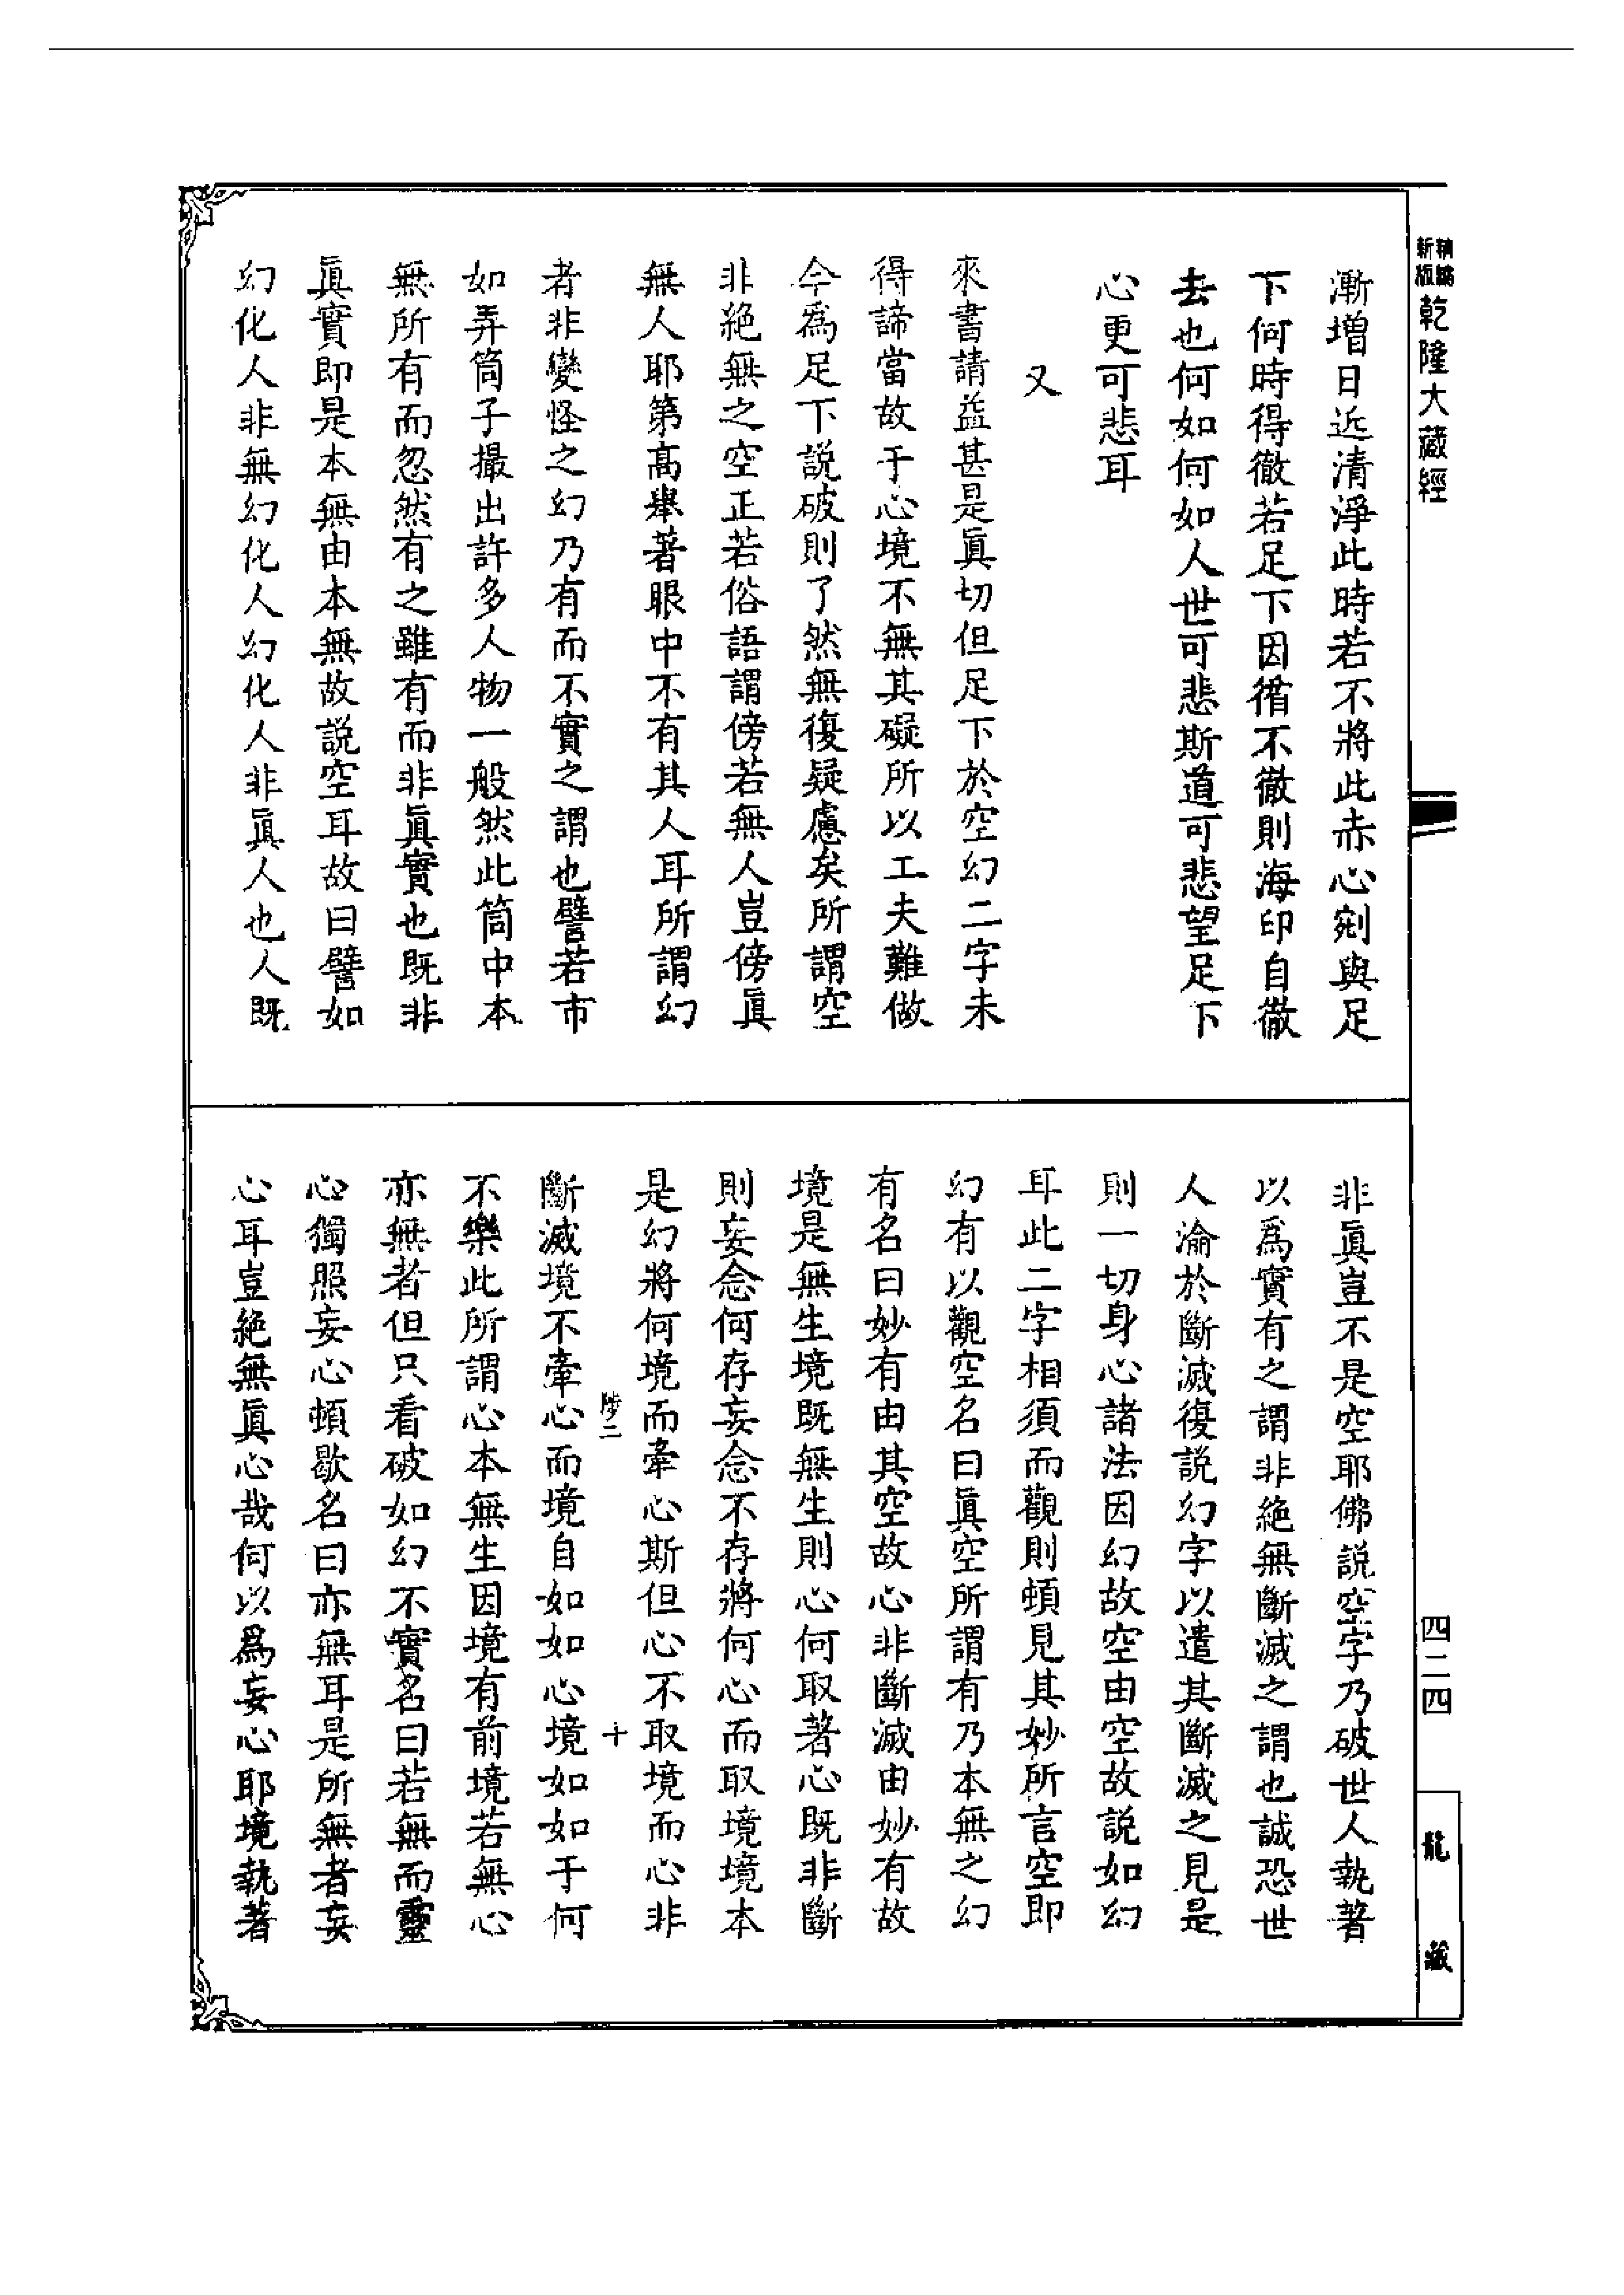 精編新版
乾隆大藏經
漸增日近清淨此時若不將此赤心剜與足
下何時得徹若足下因循不徹則海印自徹
去也何如何如人世可悲斯道可悲望足下
心更可悲耳
又
來書請益甚是眞切但足下於空幻二字未
得諦當故于心境不無其礙所以工夫難做
今爲足下説破則了然無復疑慮矣所謂空
非絕無之空正若俗語謂傍若無人豈傍眞
無人耶第高舉著眼中不有其人耳所謂幻
者非變怪之幻乃有而不實之謂也譬若市
如弄筒子撮出許多人物一般然此筒中本
無所有而忽然有之雖有而非眞實也既非
眞實即是本無由本無故説空耳故曰譬如
幻化人非無幻化人幻化人非眞人也人既
非眞豈不是空耶佛説空字乃破世人執著
以爲實有之謂非絕無斷滅之謂也誠恐世
人淪於斷滅復説幻字以遣其斷滅之見是
則一切身心諸法因幻故空由空故説如幻
耳此二字相須而觀則頓見其妙所言空即
幻有以觀空名曰眞空所謂有乃本無之幻
有名曰妙有由其空故心非斷滅由妙有故
境是無生境既無生則心何取著心既非斷
則妄念何存妄念不存將何心而取境境本
是幻將何境而牽心斯但心不取境而心非
陟二 十
斷滅境不牽心而境自如如心境如如于何
不樂此所謂心本無生因境有前境若無心
亦無者但只看破如幻不實名曰若無而靈
心獨照妄心頓歇名曰亦無耳是所無者妄
心耳豈絕無眞心哉何以爲妄心耶境執著
四二四
龍藏